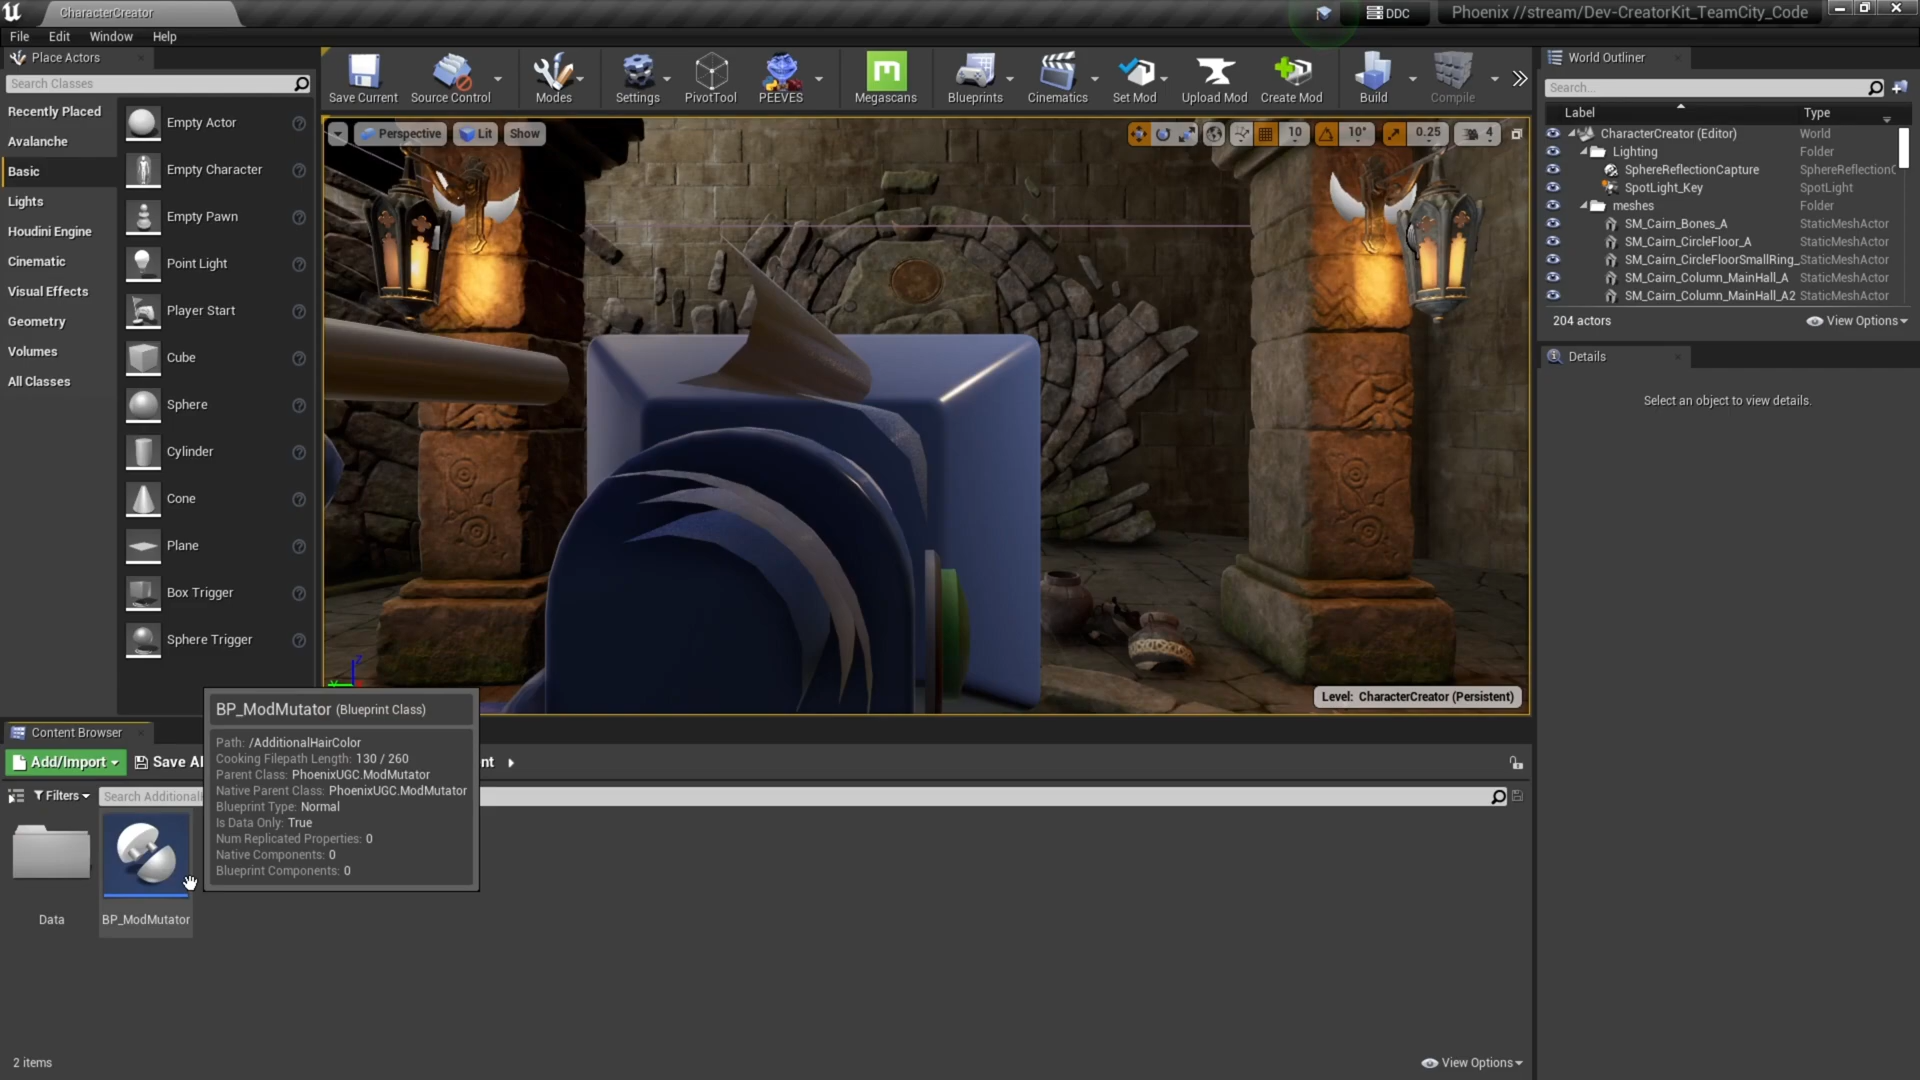 CharacterCreator
DDC
Phoenix //stream/Dev-CreatorKit_TeamCity_Code
File Edit Window Help
Place Actors
Search Classes
Recently Placed
Avalanche
Basic
Lights
Houdini Engine
Cinematic
Visual Effects
Geometry
Volumes
All Classes
Empty Actor
Empty Character
Empty Pawn
Point Light
Player Start
Cube
Sphere
Cylinder
Cone
Plane
Box Trigger
Sphere Trigger
Save Current
Source Control
Modes
Settings
PivotTool
PEEVES
Megascans
Blueprints
Cinematics
Set Mod
Upload Mod
Create Mod
Build
Compile
Perspective
Lit
Show
10
10°
0.25
4
Level: CharacterCreator (Persistent)
World Outliner
Search...
Label Type
CharacterCreator (Editor) World
Lighting Folder
SphereReflectionCapture SphereReflectionC
SpotLight_Key SpotLight
meshes Folder
SM_Cairn_Bones_A StaticMeshActor
SM_Cairn_CircleFloor_A StaticMeshActor
SM_Cairn_CircleFloorSmallRing_ StaticMeshActor
SM_Cairn_Column_MainHall_A StaticMeshActor
SM_Cairn_Column_MainHall_A2 StaticMeshActor
204 actors
View Options
Details
Select an object to view details.
Content Browser
Add/Import
Save Al
nt
Filters
Search Additional
BP_ModMutator (Blueprint Class)
Path: /AdditionalHairColor
Cooking Filepath Length: 130 / 260
Parent Class: PhoenixUGC.ModMutator
Native Parent Class: PhoenixUGC.ModMutator
Blueprint Type: Normal
Is Data Only: True
Num Replicated Properties: 0
Native Components: 0
Blueprint Components: 0
Data
BP_ModMutator
2 items
View Options